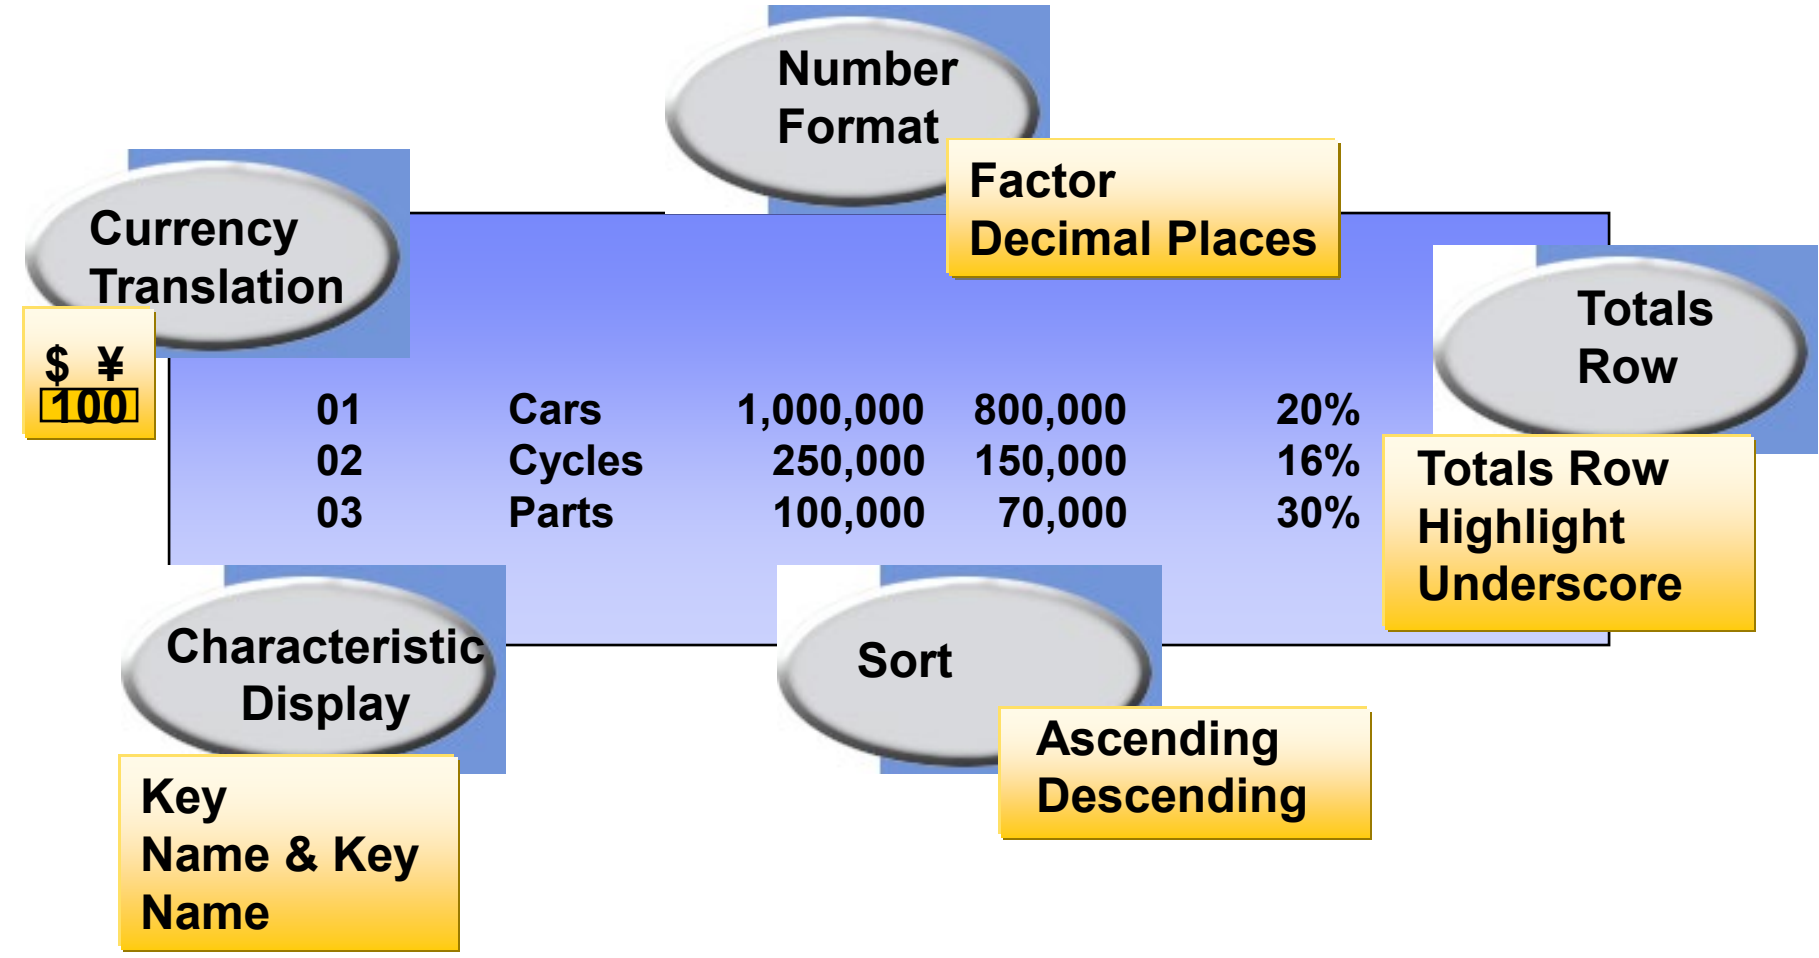 Number
Format
Factor
Decimal Places
Currency
Translation
$ ¥
100
Totals
Row
Totals Row
Highlight
Underscore
01 Cars 1,000,000 800,000 20%
02 Cycles 250,000 150,000 16%
03 Parts 100,000 70,000 30%
Characteristic
Display
Key
Name & Key
Name
Sort
Ascending
Descending